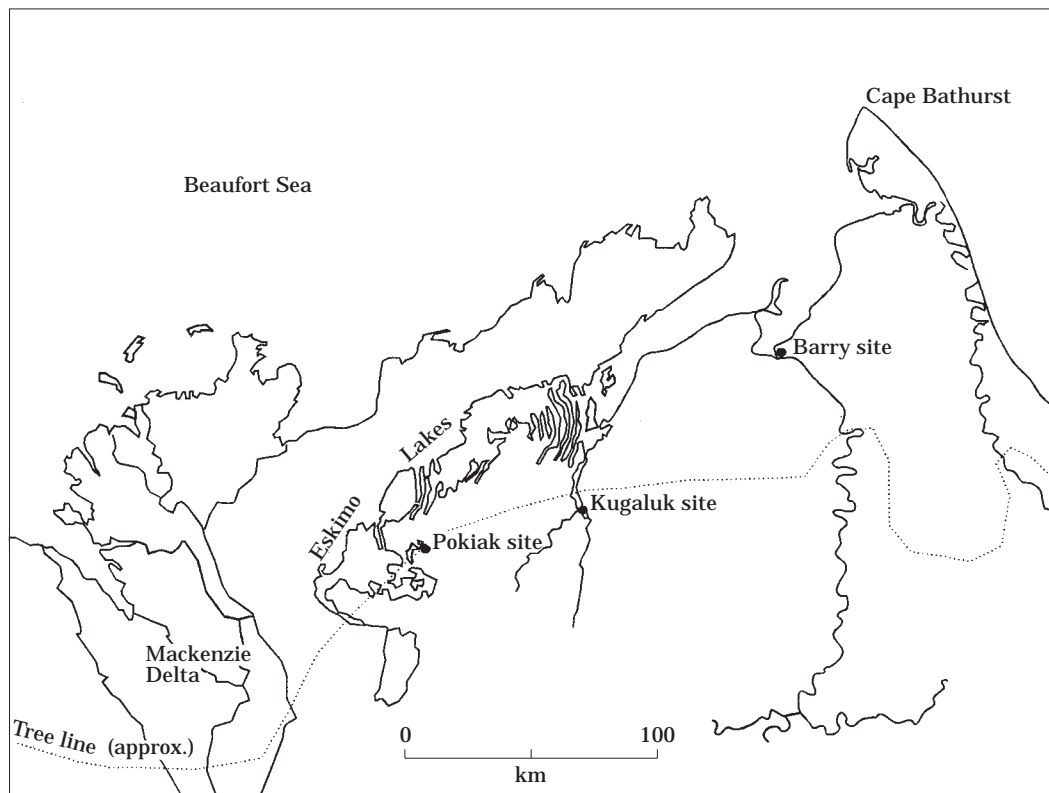 Cape Bathurst
Beaufort Sea
Barry site
Lakes
Kugaluk site
Eskimo
Pokiak site
Mackenzie
Delta
Tree line (approx.)
0 100
km